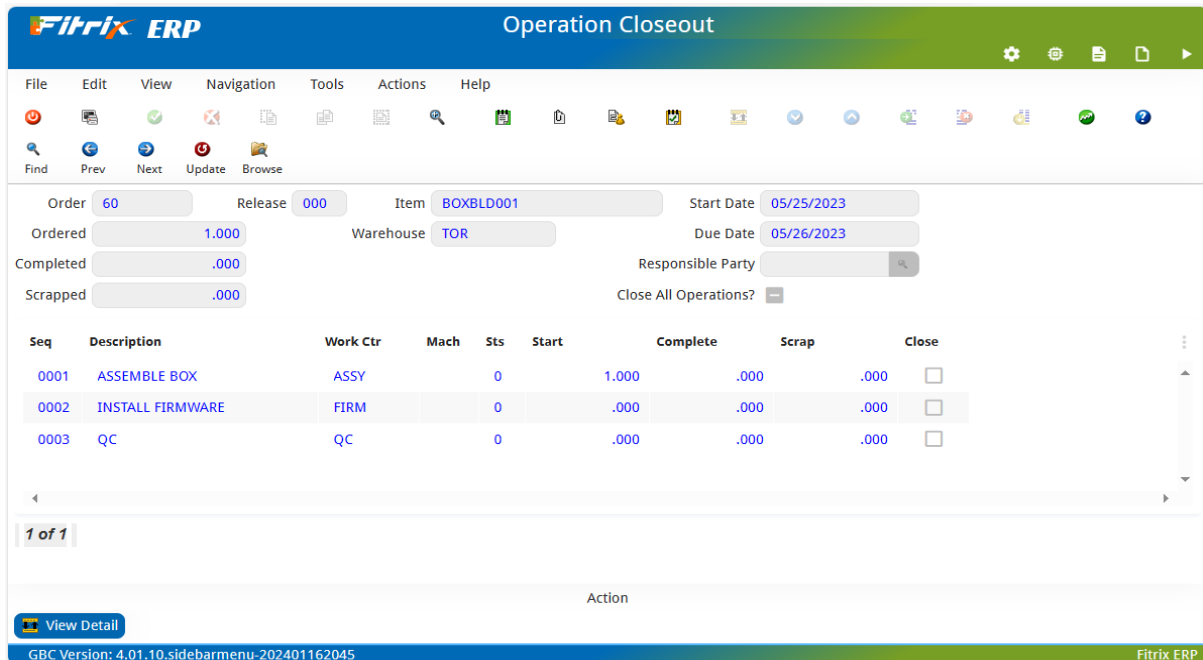 Fitrix ERP Operation Closeout
File Edit View Navigation Tools Actions Help
Find Prev Next Update Browse
Order 60 Release 000 Item BOXBLD001 Start Date 05/25/2023
Ordered 1.000 Warehouse TOR Due Date 05/26/2023
Completed .000 Responsible Party
Scrapped .000 Close All Operations?
Seq Description Work Ctr Mach Sts Start Complete Scrap Close
0001 ASSEMBLE BOX ASSY 0 1.000 .000 .000
0002 INSTALL FIRMWARE FIRM 0 .000 .000 .000
0003 QC QC 0 .000 .000 .000
1 of 1
Action
View Detail
GBC Version: 4.01.10.sidebarmenu-202401162045 Fitrix ERP